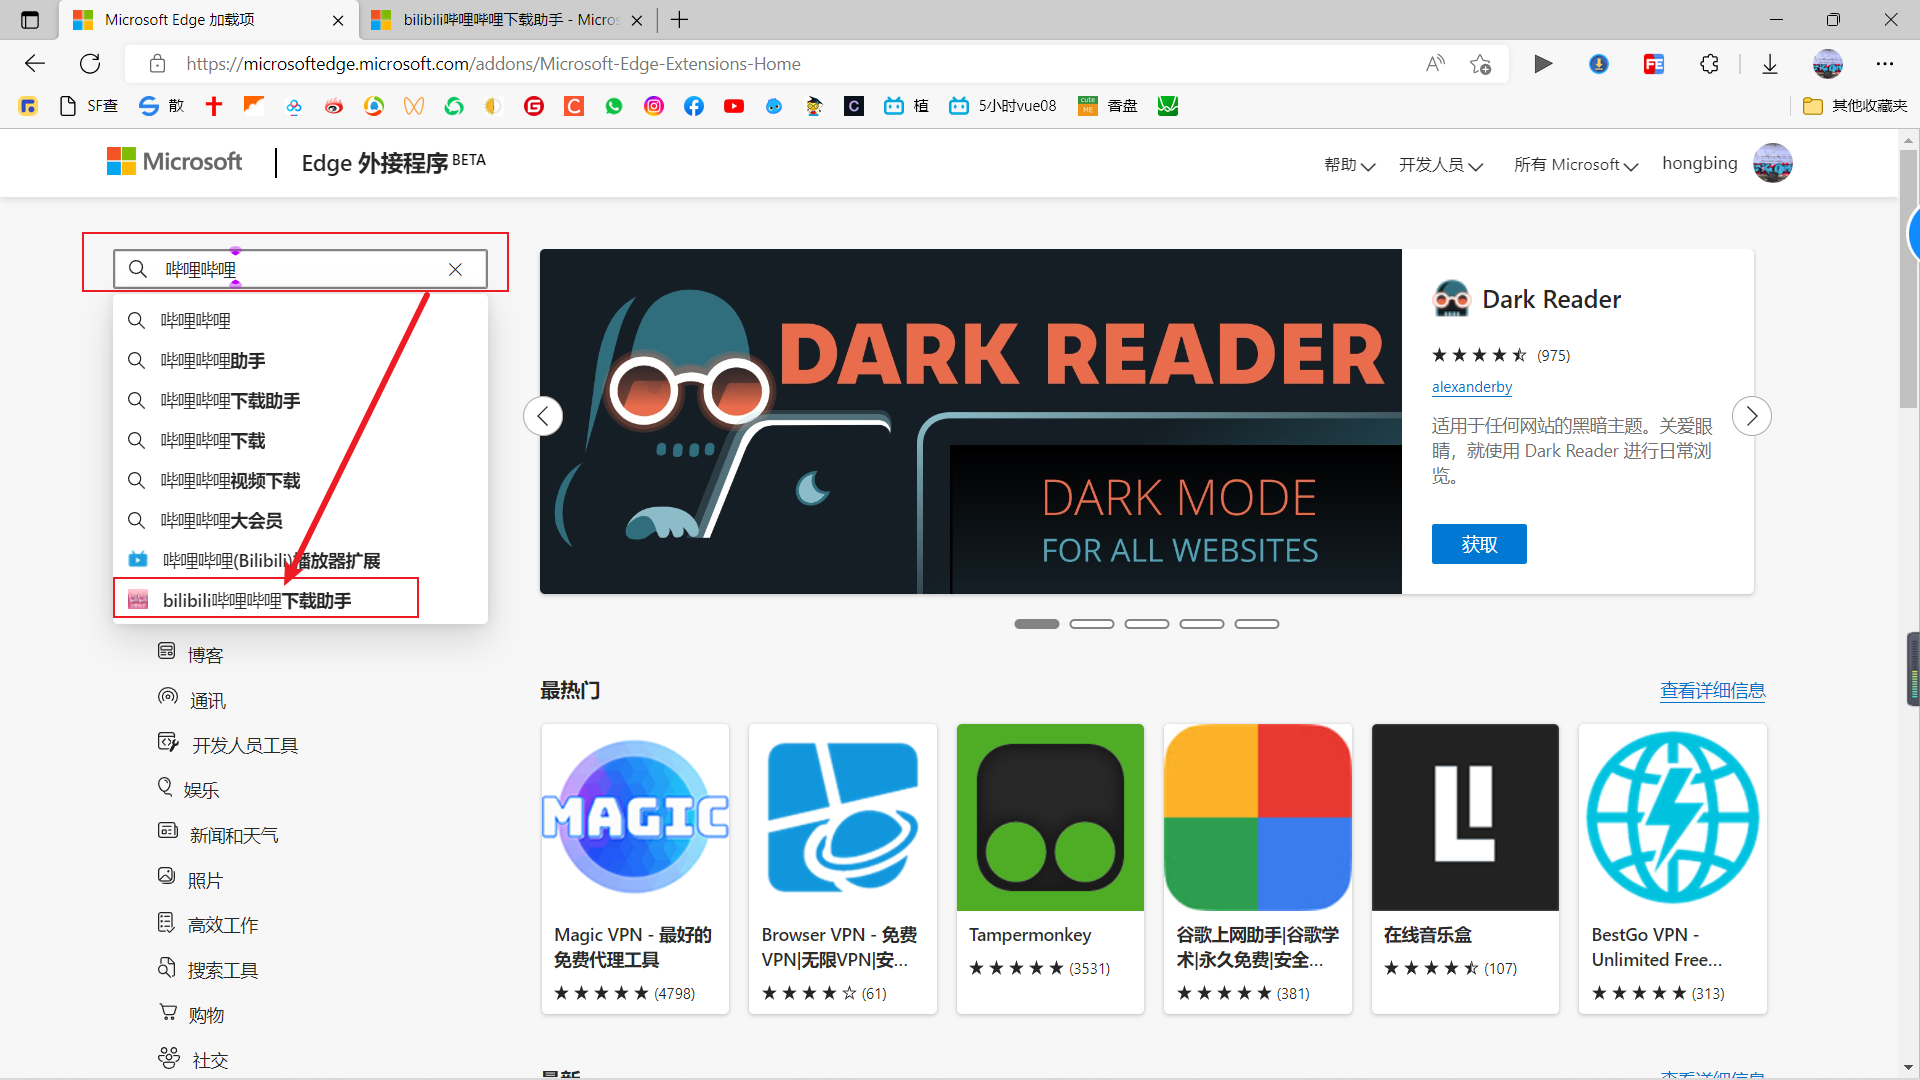 Microsoft Edge 加载项
bilibili哔哩哔哩下载助手 - Micros
https://microsoftedge.microsoft.com/addons/Microsoft-Edge-Extensions-Home
SF查
散
植
5小时vue08
香盘
其他收藏夹
Microsoft
Edge 外接程序 BETA
帮助
开发人员
所有 Microsoft
hongbing
哔哩哔哩
哔哩哔哩
哔哩哔哩助手
哔哩哔哩下载助手
哔哩哔哩下载
哔哩哔哩视频下载
哔哩哔哩大会员
哔哩哔哩(Bilibili)播放器扩展
bilibili哔哩哔哩下载助手
博客
通讯
开发人员工具
娱乐
新闻和天气
照片
高效工作
搜索工具
购物
社交
DARK READER
DARK MODE
FOR ALL WEBSITES
Dark Reader
(975)
alexanderby
适用于任何网站的黑暗主题。关爱眼
睛，就使用 Dark Reader 进行日常浏
览。
获取
最热门
查看详细信息
MAGIC
Magic VPN - 最好的
免费代理工具
(4798)
Browser VPN - 免费
VPN|无限VPN|安...
(61)
Tampermonkey
(3531)
谷歌上网助手|谷歌学
术|永久免费|安全...
(381)
在线音乐盒
(107)
BestGo VPN -
Unlimited Free...
(313)
最新
查看详细信息